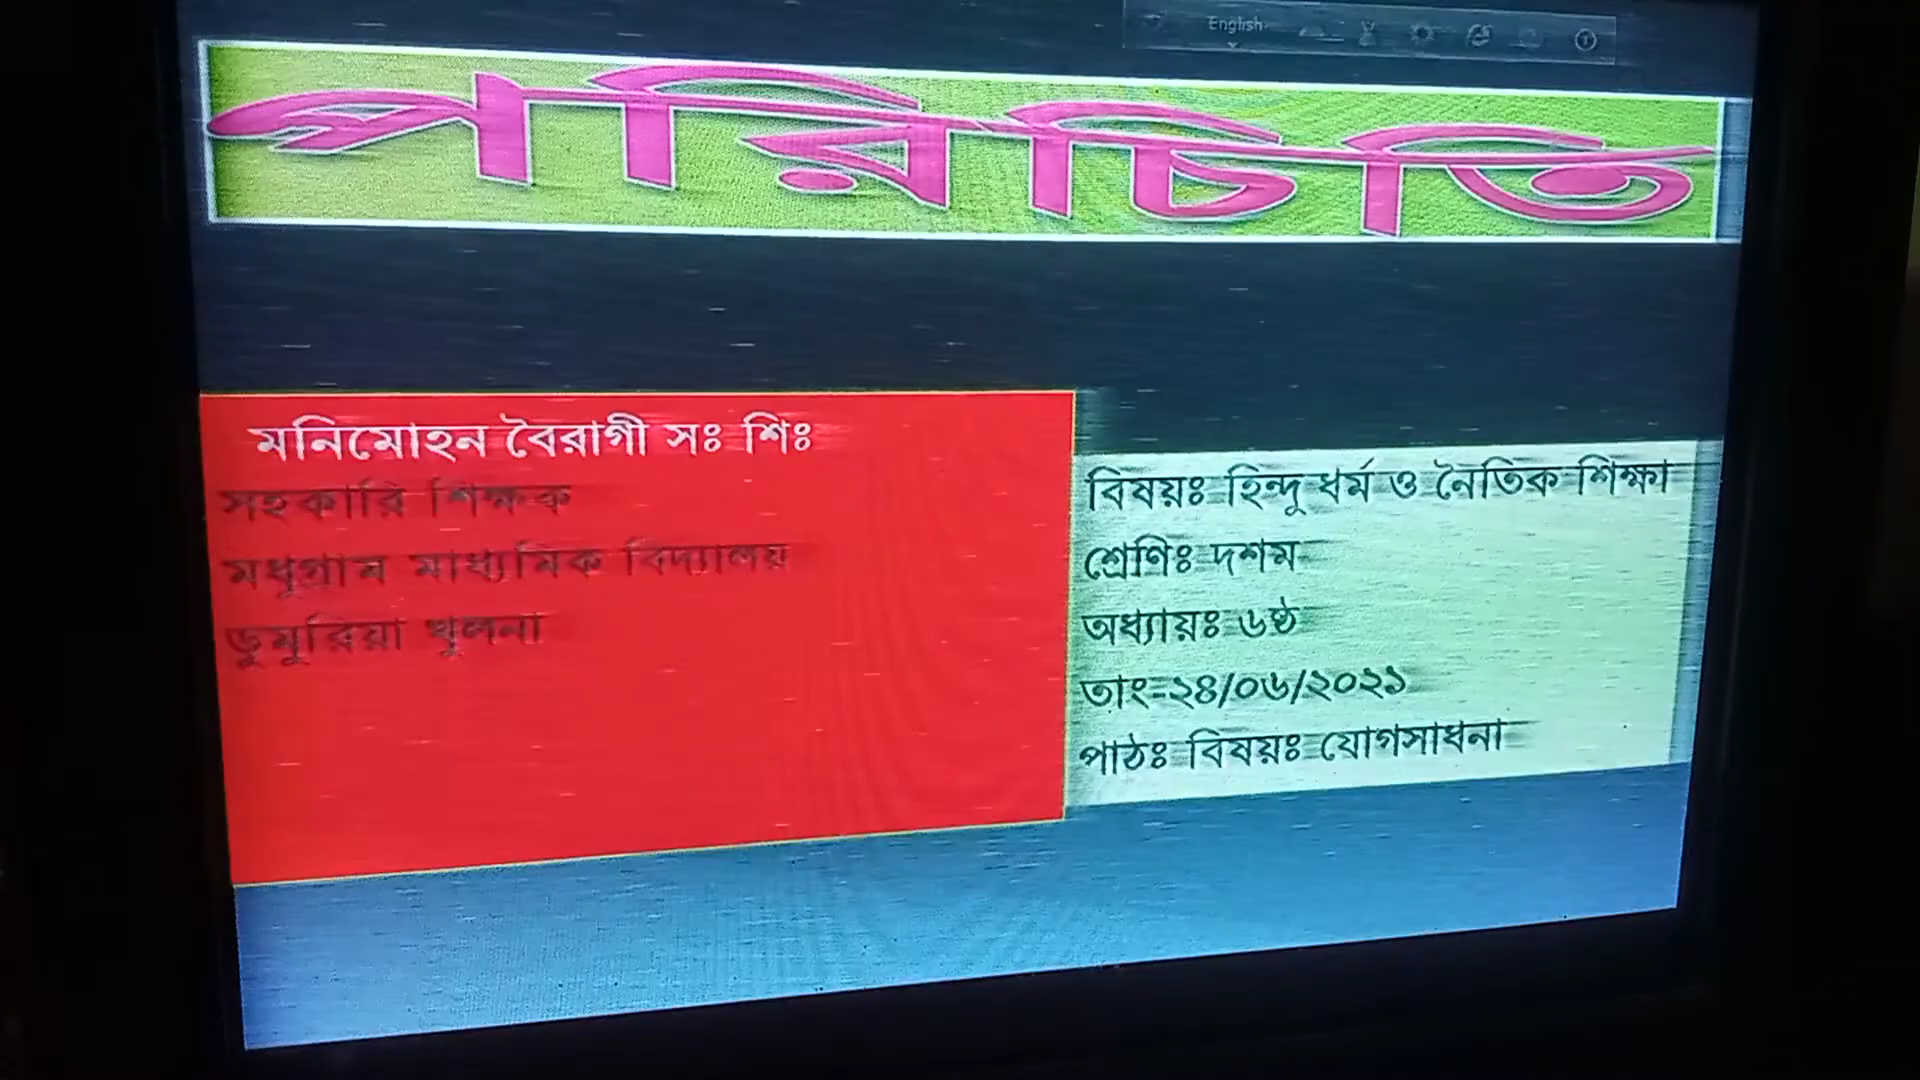 English
পরিচিতি
মনিমোহন বৈরাগী সঃ শিঃ
সহকারি শিক্ষক
মধুগ্রাম মাধ্যমিক বিদ্যালয়
ডুমুরিয়া খুলনা
বিষয়ঃ হিন্দু ধর্ম ও নৈতিক শিক্ষা
শ্রেণিঃ দশম
অধ্যায়ঃ ৬ষ্ঠ
তাং=২৪/০৬/২০২১
পাঠঃ বিষয়ঃ যোগসাধনা